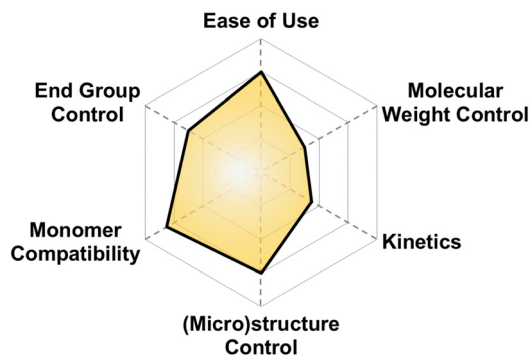 Ease of Use
End Group
Control
Molecular
Weight Control
Monomer
Compatibility
Kinetics
(Micro)structure
Control